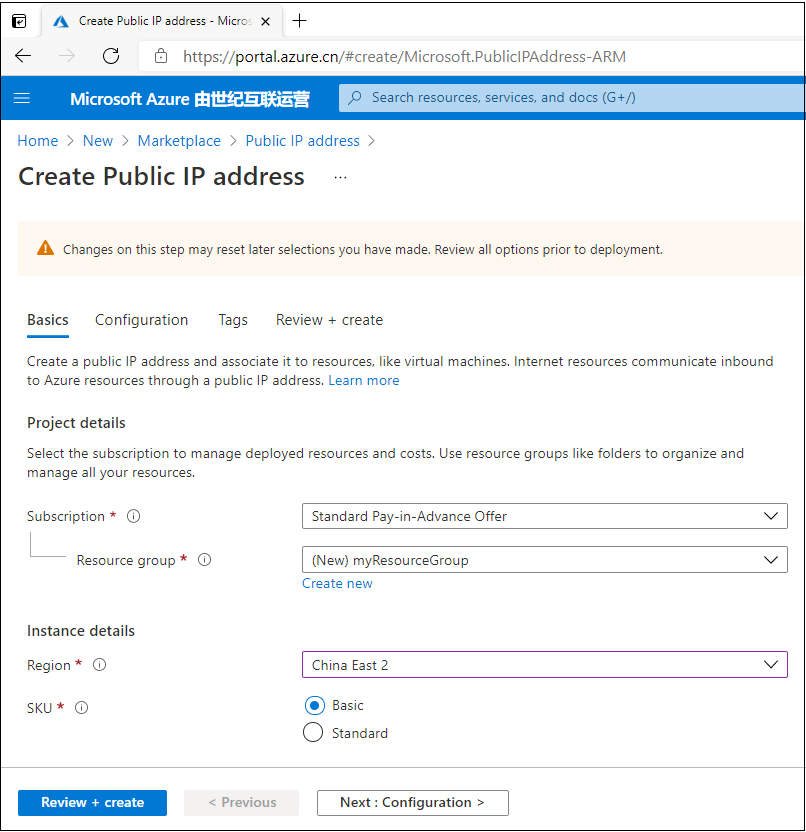 Create Public IP address - Micros
https://portal.azure.cn/#create/Microsoft.PublicIPAddress-ARM
Microsoft Azure 由世纪互联运营 Search resources, services, and docs (G+/)
Home > New > Marketplace > Public IP address >
Create Public IP address ...
Changes on this step may reset later selections you have made. Review all options prior to deployment.
Basics Configuration Tags Review + create
Create a public IP address and associate it to resources, like virtual machines. Internet resources communicate inbound
to Azure resources through a public IP address. Learn more
Project details
Select the subscription to manage deployed resources and costs. Use resource groups like folders to organize and
manage all your resources.
Subscription * Standard Pay-in-Advance Offer
Resource group * (New) myResourceGroup
Create new
Instance details
Region * China East 2
SKU * Basic
Standard
Review + create < Previous Next : Configuration >